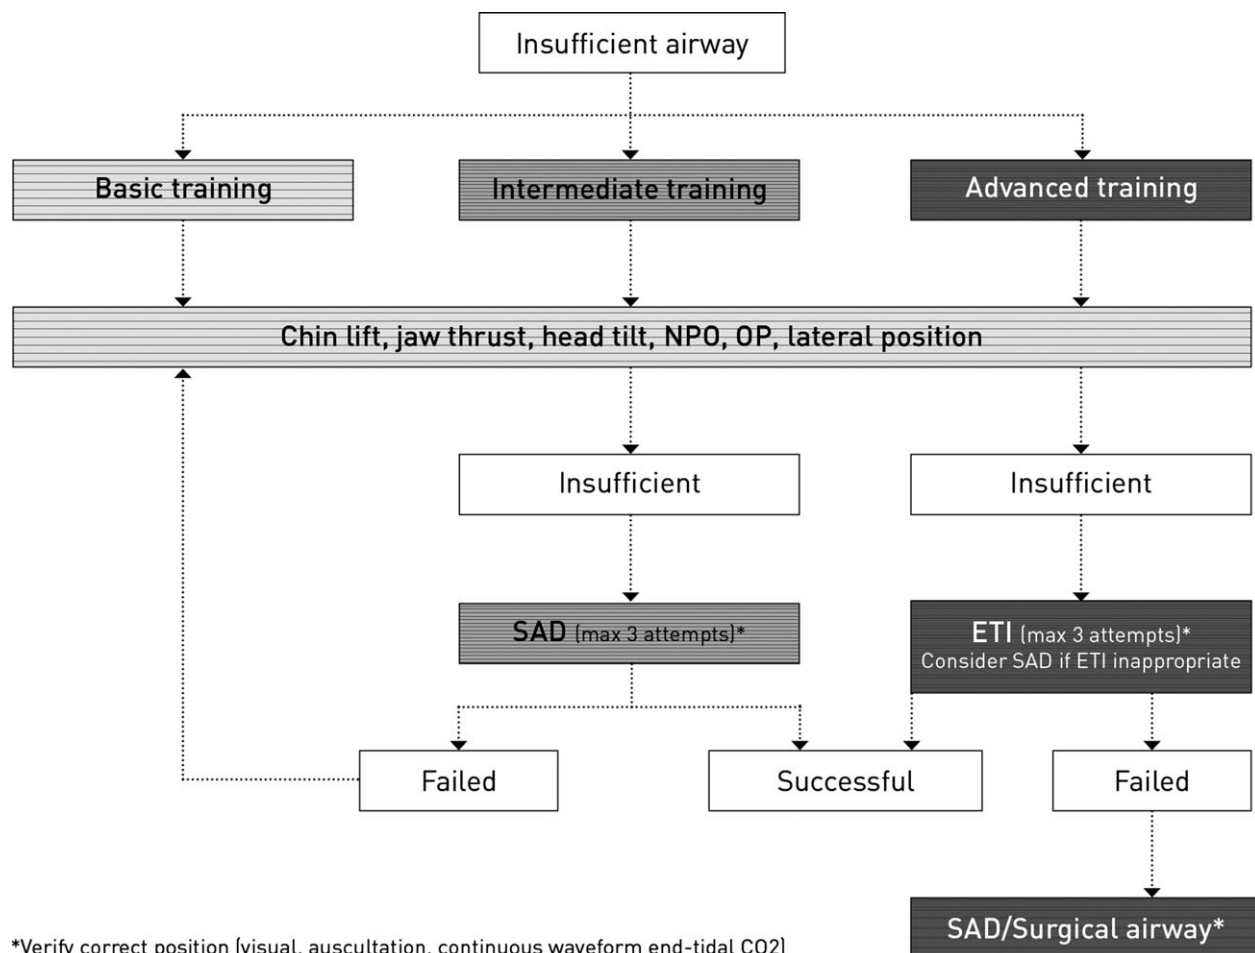 Insufficient airway
Basic training
Intermediate training
Advanced training
Chin lift, jaw thrust, head tilt, NPO, OP, lateral position
Insufficient
Insufficient
SAD (max 3 attempts)*
ETI (max 3 attempts)*
Consider SAD if ETI inappropriate
Failed
Successful
Failed
SAD/Surgical airway*
*Verify correct position (visual, auscultation, continuous waveform end-tidal CO2)